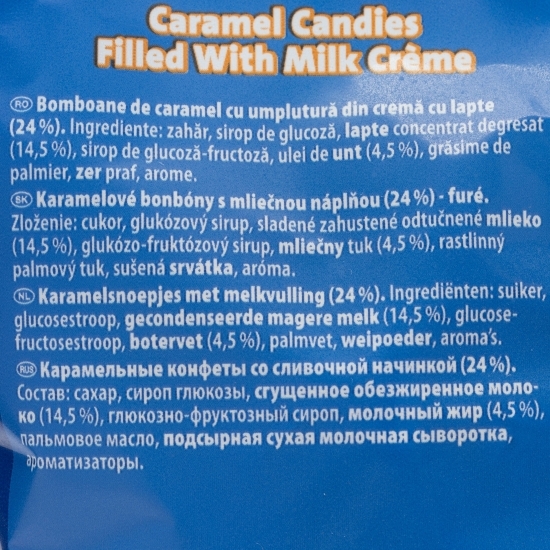 Caramel Candies
Filled With Milk Crème
RO Bomboane de caramel cu umplutură din cremă cu lapte
(24%). Ingrediente: zahăr, sirop de glucoză, lapte concentrat degresat
(14,5%), sirop de glucoză-fructoză, ulei de unt (4,5%), grăsime de
palmier, zer praf, arome.
SK Karamelové bonbóny s mliečnou náplňou (24%) - furé.
Zloženie: cukor, glukózový sirup, sladené zahustené odtučnené mlieko
(14,5%), glukózo-fruktózový sirup, mliečny tuk (4,5%), rastlinný
palmový tuk, sušená srvátka, aróma.
NL Karamelsnoepjes met melkvulling (24%). Ingrediënten: suiker,
glucosestroop, gecondenseerde magere melk (14,5%), glucose-
fructosestroop, botervet (4,5%), palmvet, weipoeder, aroma's.
RUS Карамельные конфеты со сливочной начинкой (24%).
Состав: сахар, сироп глюкозы, сгущенное обезжиренное моло-
ко (14,5%), глюкозно-фруктозный сироп, молочный жир (4,5%),
пальмовое масло, подсырная сухая молочная сыворотка,
ароматизаторы.